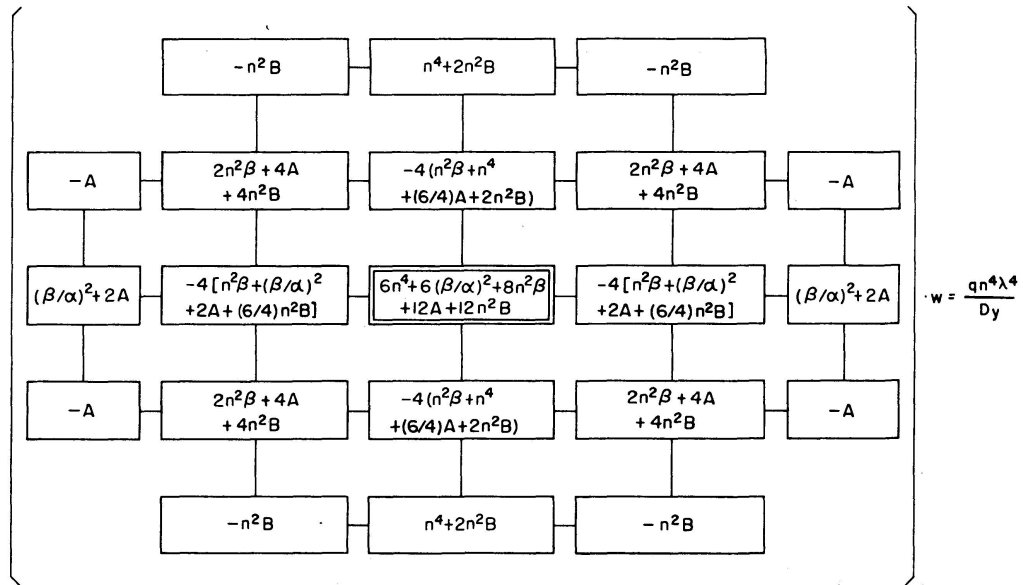 -n²B n⁴+2n²B -n²B
-A 2n²β+4A -4(n²β+n⁴ 2n²β+4A -A
+4n²B +(6/4)A+2n²B) +4n²B
(β/α)²+2A -4[n²β+(β/α)² 6n⁴+6(β/α)²+8n²β -4[n²β+(β/α)² (β/α)²+2A ·w = qn⁴λ⁴/Dy
+2A+(6/4)n²B] +12A+12n²B +2A+(6/4)n²B]
-A 2n²β+4A -4(n²β+n⁴ 2n²β+4A -A
+4n²B +(6/4)A+2n²B) +4n²B
-n²B n⁴+2n²B -n²B